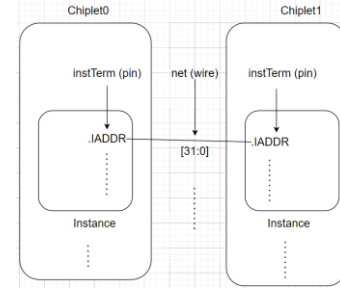 Chiplet0
Chiplet1
instTerm (pin)
net (wire)
instTerm (pin)
.IADDR
.IADDR
[31:0]
Instance
Instance